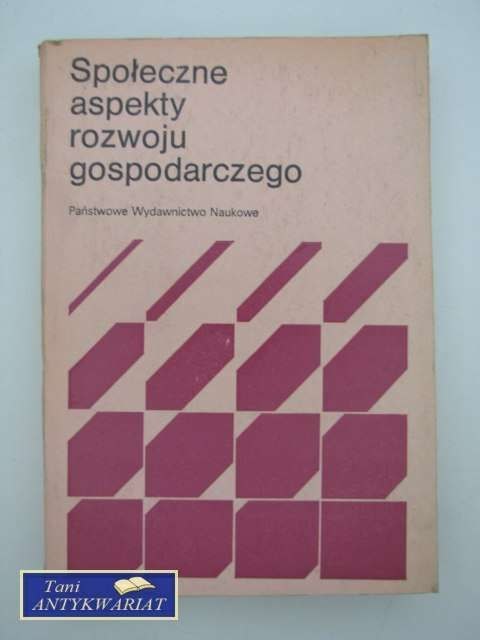 Społeczne
aspekty
rozwoju
gospodarczego
Państwowe Wydawnictwo Naukowe
Tani
ANTYKWARIAT